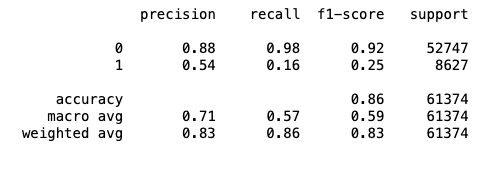 precision recall f1-score support
0 0.88 0.98 0.92 52747
1 0.54 0.16 0.25 8627
accuracy 0.86 61374
macro avg 0.71 0.57 0.59 61374
weighted avg 0.83 0.86 0.83 61374